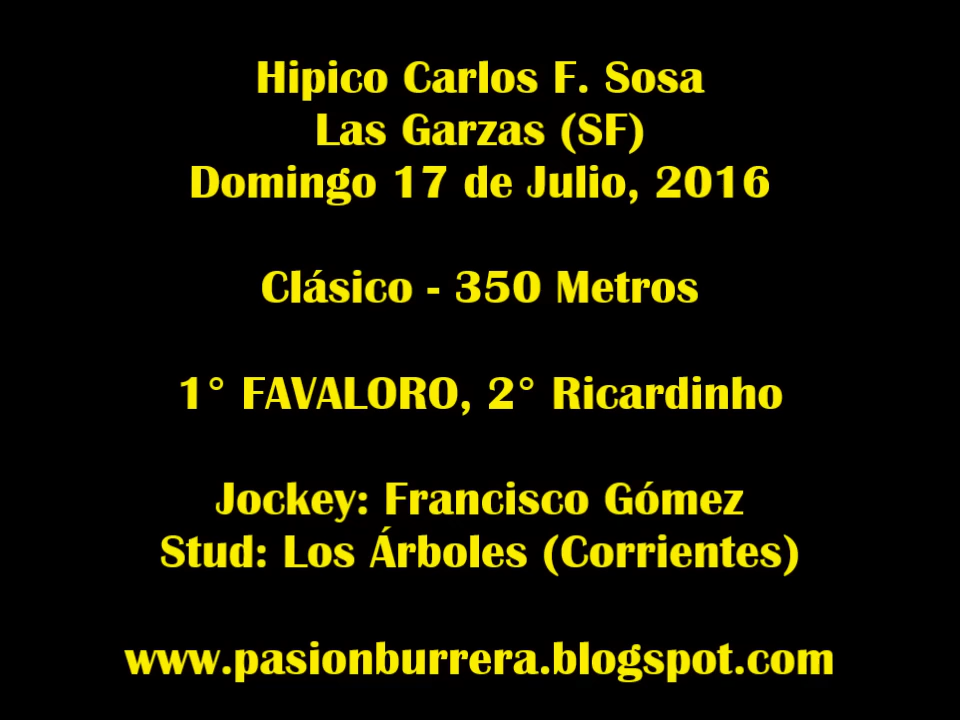 Hipico Carlos F. Sosa
Las Garzas (SF)
Domingo 17 de Julio, 2016
Clásico - 350 Metros
1° FAVALORO, 2° Ricardinho
Jockey: Francisco Gómez
Stud: Los Árboles (Corrientes)
www.pasionburrera.blogspot.com